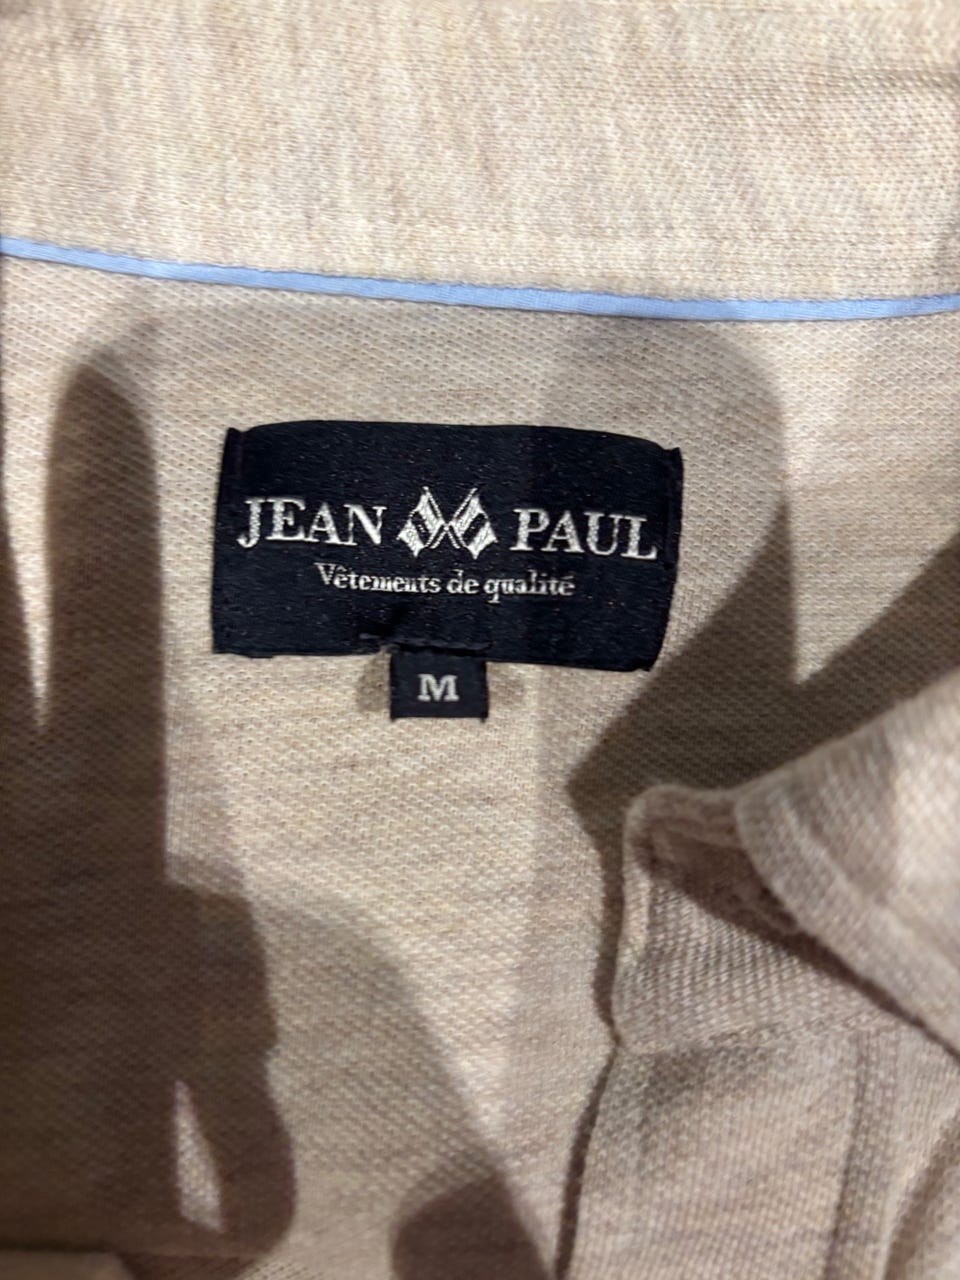 JEAN PAUL
Vêtements de qualité
M